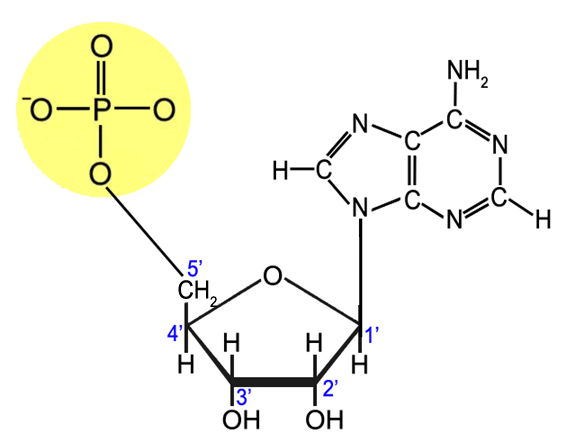 O
⁻O P O
O
NH₂
N C
C N
H C
C C
N N H
5’
CH₂ O
4’ 1’
H H H H
3’ 2’
OH OH